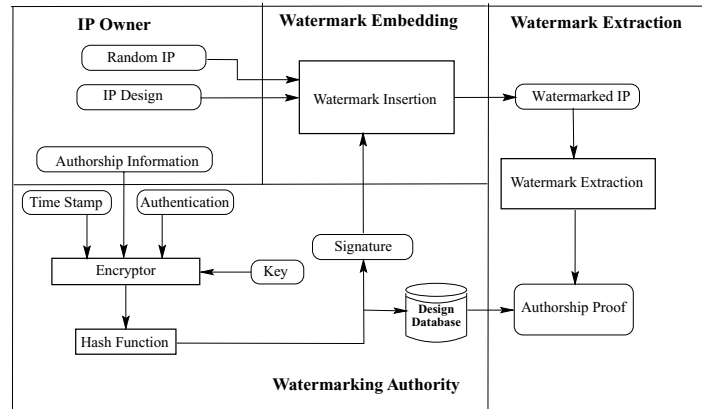 IP Owner
Watermark Embedding
Watermark Extraction
Random IP
IP Design
Watermark Insertion
Watermarked IP
Authorship Information
Watermark Extraction
Time Stamp
Authentication
Signature
Encryptor
Key
Design
Database
Authorship Proof
Hash Function
Watermarking Authority